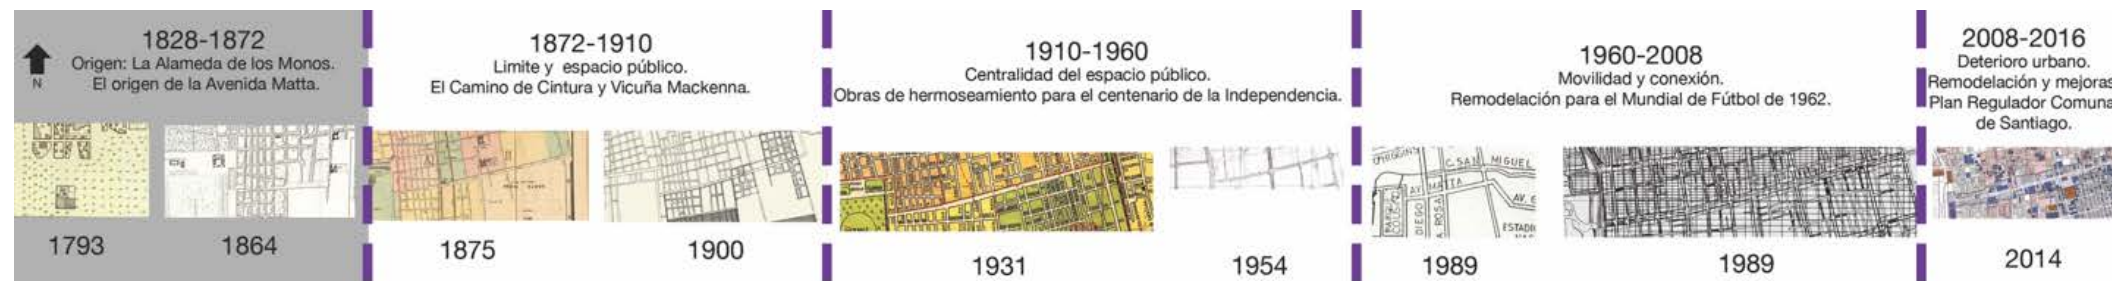 1828-1872
Origen: La Alameda de los Monos.
El origen de la Avenida Matta.
N
1793
1864
1872-1910
Limite y espacio público.
El Camino de Cintura y Vicuña Mackenna.
1875
1900
1910-1960
Centralidad del espacio público.
Obras de hermoseamiento para el centenario de la Independencia.
1931
1954
1960-2008
Movilidad y conexión.
Remodelación para el Mundial de Fútbol de 1962.
C. SAN MIGUEL
AV. MATTA
DIEGO
AV.
1989
1989
2008-2016
Deterioro urbano.
Remodelación y mejoras
Plan Regulador Comuna
de Santiago.
2014